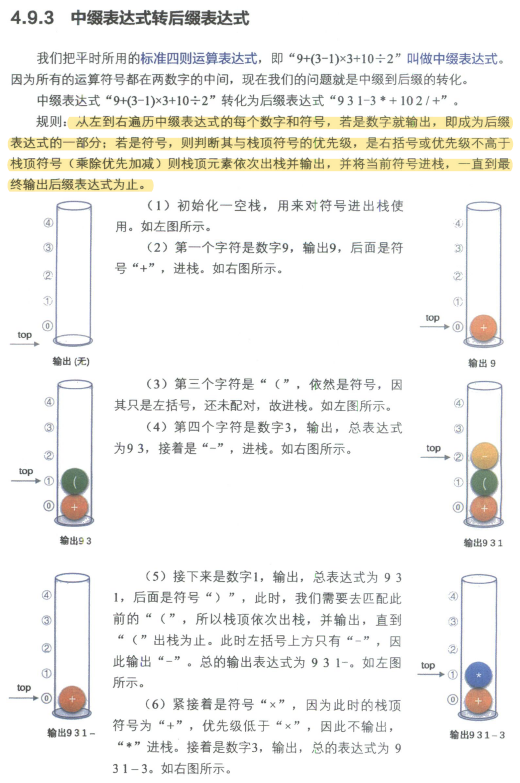 4.9.3 中缀表达式转后缀表达式
我们把平时所用的标准四则运算表达式，即“9+(3-1)×3+10÷2”叫做中缀表达式。
因为所有的运算符号都在两数字的中间，现在我们的问题就是中缀到后缀的转化。
中缀表达式“9+(3-1)×3+10÷2”转化为后缀表达式“9 3 1-3 * + 10 2 / +”。
规则：从左到右遍历中缀表达式的每个数字和符号，若是数字就输出，即成为后缀
表达式的一部分；若是符号，则判断其与栈顶符号的优先级，是右括号或优先级不高于
栈顶符号（乘除优先加减）则栈顶元素依次出栈并输出，并将当前符号进栈，一直到最
终输出后缀表达式为止。
（1）初始化一空栈，用来对符号进出栈使
用。如左图所示。
（2）第一个字符是数字9，输出9，后面是符
号“+”，进栈。如右图所示。
④
③
②
①
⓪
top
输出 (无)
④
③
②
①
top
⓪
+
输出 9
（3）第三个字符是“（”，依然是符号，因
其只是左括号，还未配对，故进栈。如左图所示。
（4）第四个字符是数字3，输出，总表达式
为9 3，接着是“-”，进栈。如右图所示。
④
③
②
top
①
(
⓪
+
输出9 3
④
③
top
②
-
①
(
⓪
+
输出9 3 1
（5）接下来是数字1，输出，总表达式为 9 3
1，后面是符号“）”，此时，我们需要去匹配此
前的“（”，所以栈顶依次出栈，并输出，直到
“（”出栈为止。此时左括号上方只有“-”，因
此输出“-”。总的输出表达式为 9 3 1-。如左图
所示。
（6）紧接着是符号“×”，因为此时的栈顶
符号为“+”，优先级低于“×”，因此不输出，
“*”进栈。接着是数字3，输出，总的表达式为 9
3 1-3。如右图所示。
④
③
②
①
top
⓪
+
输出9 3 1 -
④
③
②
top
①
*
⓪
+
输出9 3 1 - 3